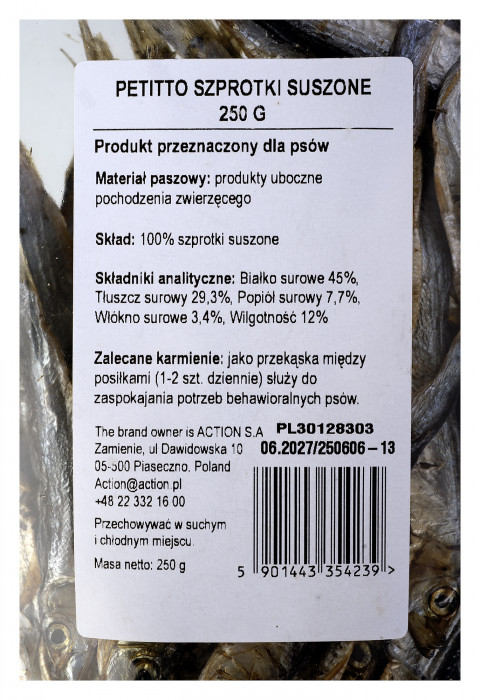 PETITTO SZPROTKI SUSZONE
250 G
Produkt przeznaczony dla psów
Materiał paszowy: produkty uboczne
pochodzenia zwierzęcego
Skład: 100% szprotki suszone
Składniki analityczne: Białko surowe 45%,
Tłuszcz surowy 29,3%, Popiół surowy 7,7%,
Włókno surowe 3,4%, Wilgotność 12%
Zalecane karmienie: jako przekąska między
posiłkami (1-2 szt. dziennie) służy do
zaspokajania potrzeb behawioralnych psów.
The brand owner is ACTION S.A
Zamienie, ul Dawidowska 10
05-500 Piaseczno. Poland
Action@action.pl
+48 22 332 16 00
PL30128303
06.2027/250606-13
Przechowywać w suchym
i chłodnym miejscu.
Masa netto: 250 g
5 901443 354239 >